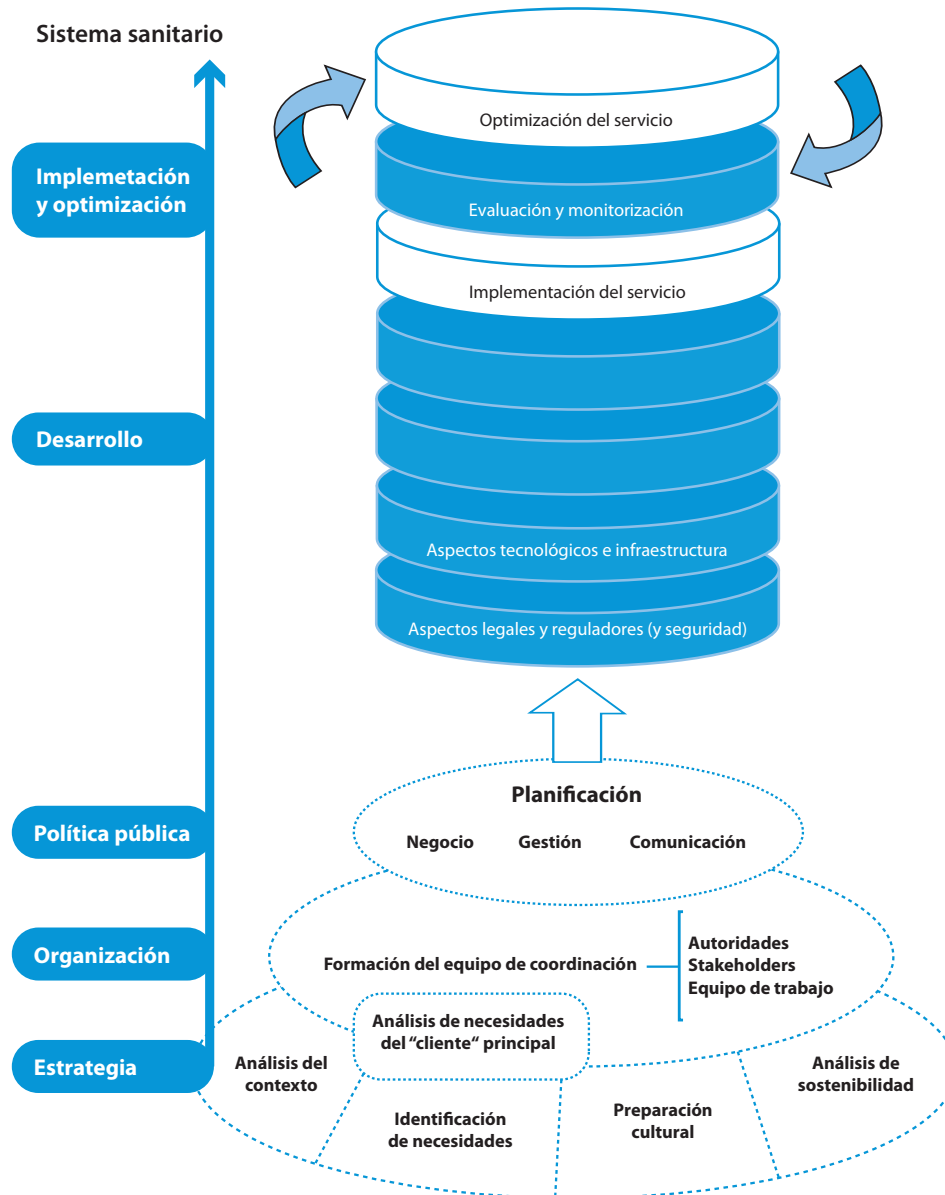 Sistema sanitario
Implemetación
y optimización
Desarrollo
Política pública
Organización
Estrategia
Optimización del servicio
Evaluación y monitorización
Implementación del servicio
Aspectos tecnológicos e infraestructura
Aspectos legales y reguladores (y seguridad)
Planificación
Negocio Gestión Comunicación
Formación del equipo de coordinación
Autoridades
Stakeholders
Equipo de trabajo
Análisis de necesidades
del “cliente“ principal
Análisis del
contexto
Identificación
de necesidades
Preparación
cultural
Análisis de
sostenibilidad